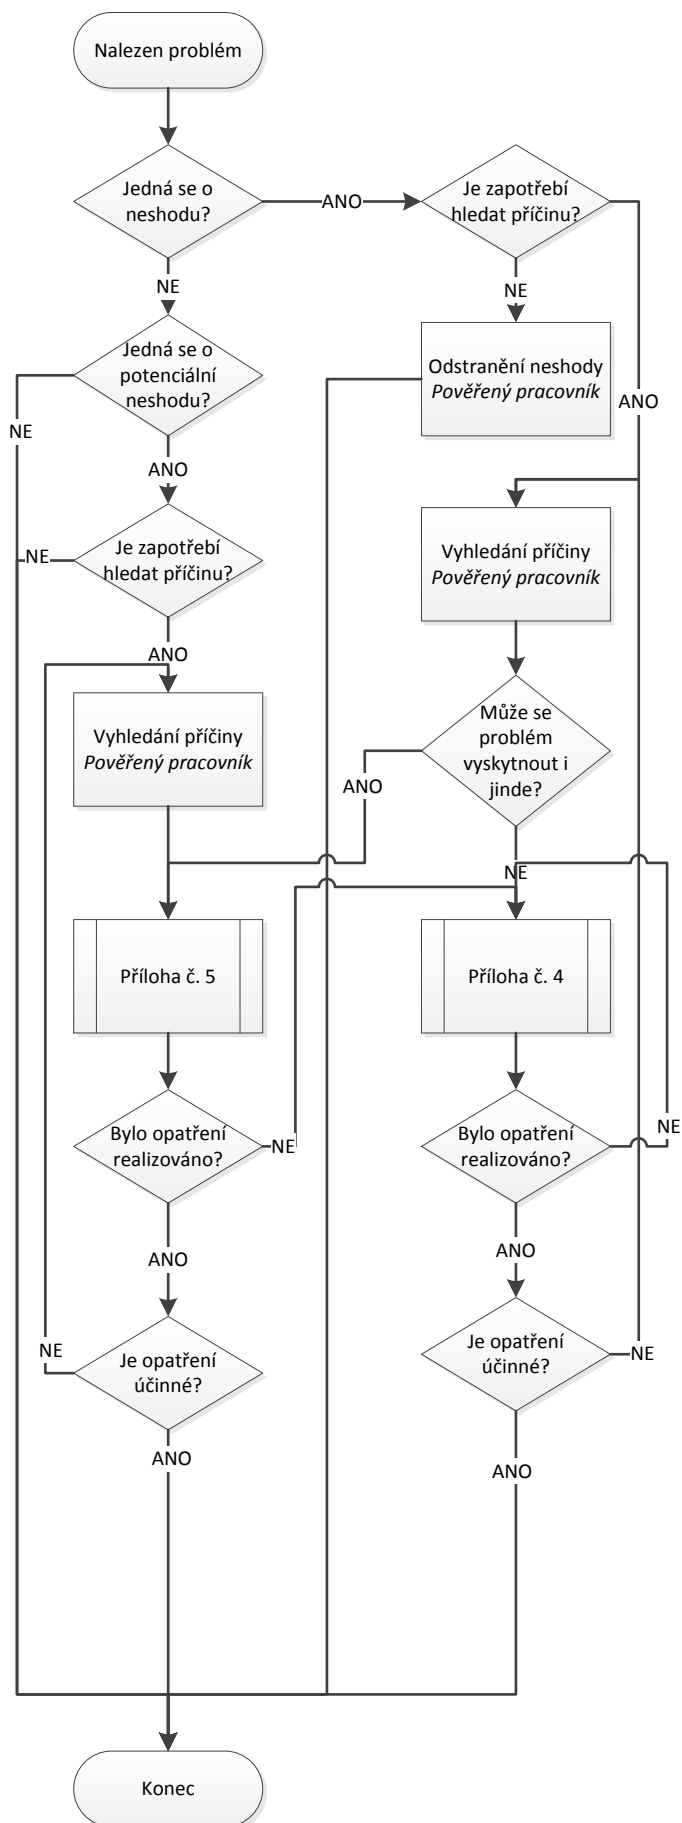 Nalezen problém
Jedná se o
neshodu?
ANO
Je zapotřebí
hledat příčinu?
NE
NE
Jedná se o
potenciální
neshodu?
Odstranění neshody
Pověřený pracovník
ANO
NE
ANO
Je zapotřebí
hledat příčinu?
NE
Vyhledání příčiny
Pověřený pracovník
ANO
Vyhledání příčiny
Pověřený pracovník
Může se
problém
vyskytnout i
jinde?
ANO
NE
Příloha č. 5
Příloha č. 4
Bylo opatření
realizováno?
NE
Bylo opatření
realizováno?
NE
ANO
ANO
Je opatření
účinné?
NE
Je opatření
účinné?
NE
ANO
ANO
Konec